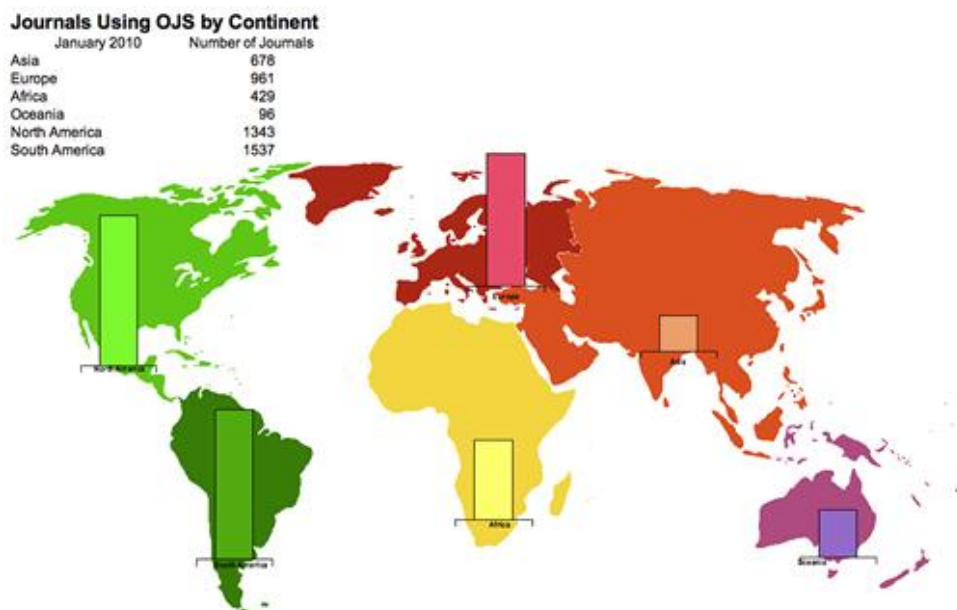 Journals Using OJS by Continent
January 2010 Number of Journals
Asia 678
Europe 961
Africa 429
Oceania 96
North America 1343
South America 1537
Europe
North America
Asia
Africa
South America
Oceania